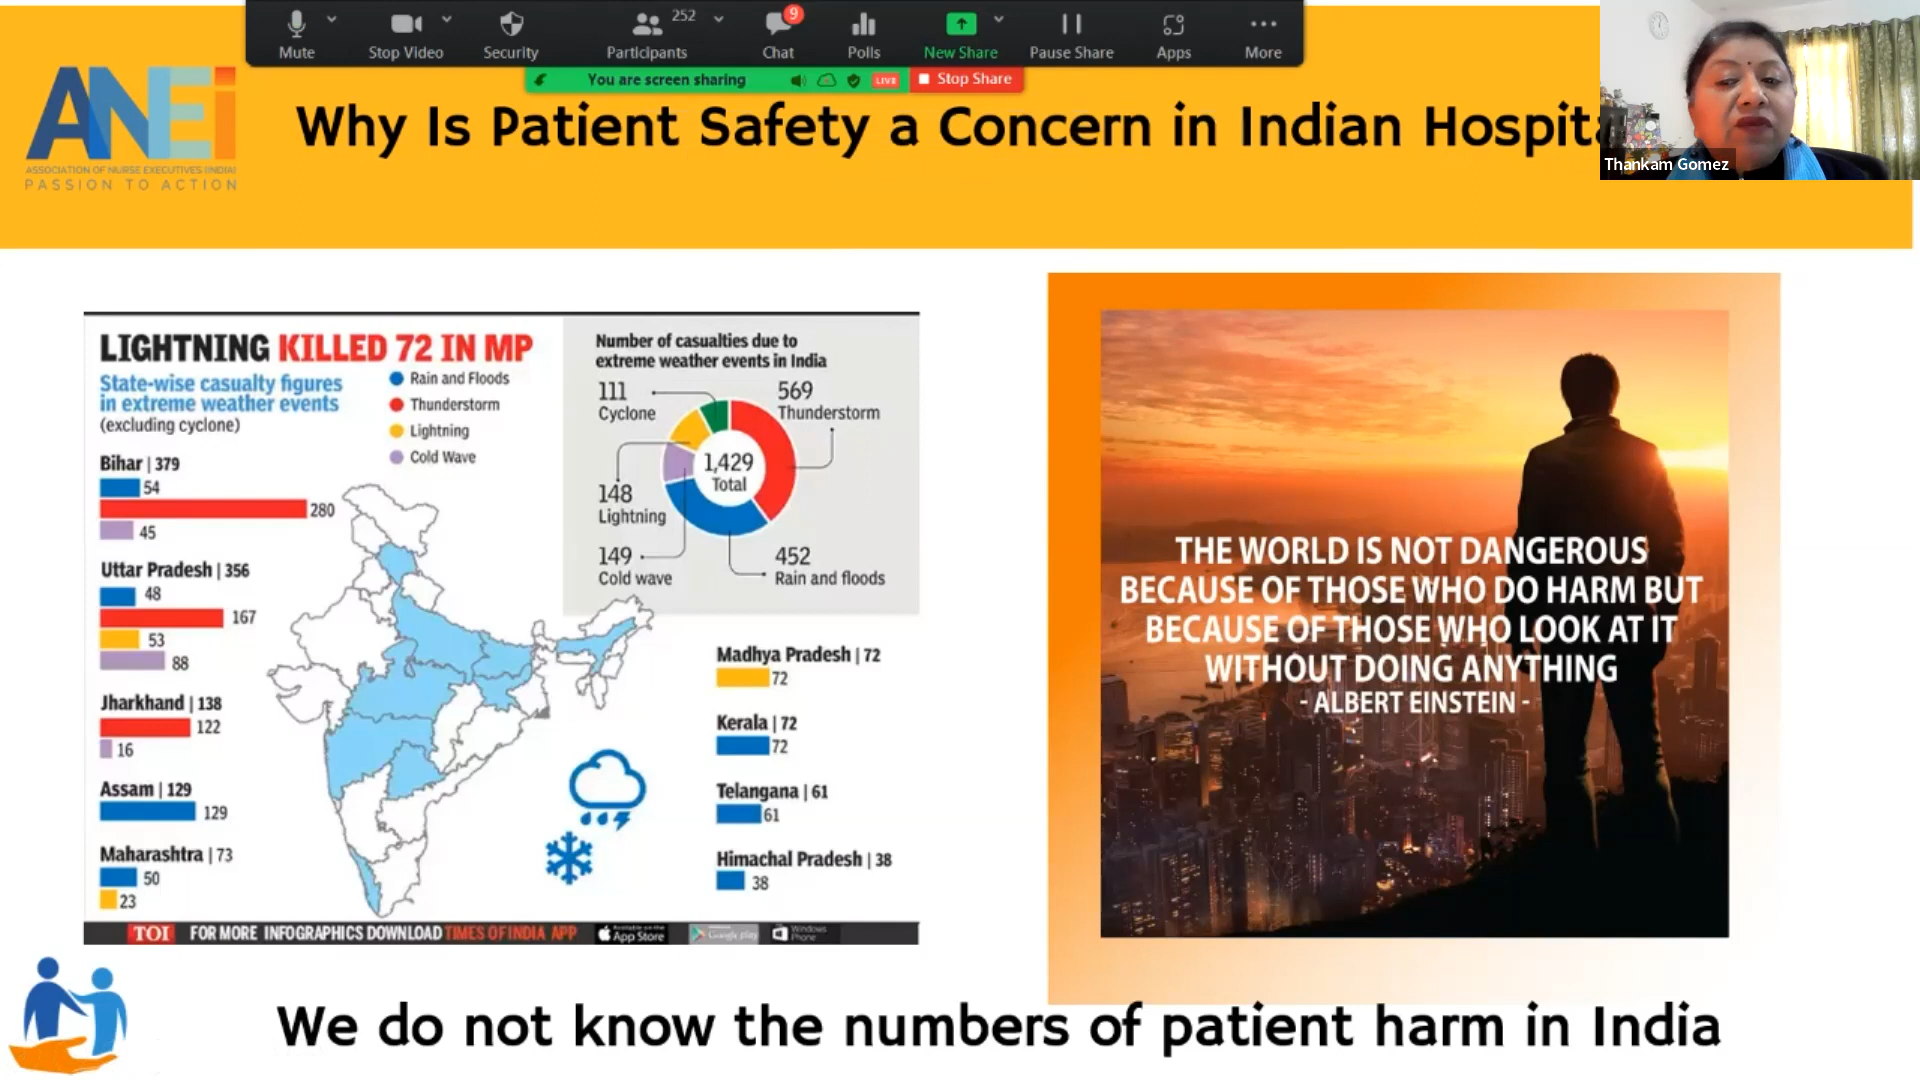 Mute
Stop Video
Security
Participants
252
Chat
9
Polls
New Share
Pause Share
Apps
More
You are screen sharing
LIVE
Stop Share
ANEi
ASSOCIATION OF NURSE EXECUTIVES (INDIA)
PASSION TO ACTION
Why Is Patient Safety a Concern in Indian Hospita
Thankam Gomez
LIGHTNING KILLED 72 IN MP
State-wise casualty figures
in extreme weather events
(excluding cyclone)
Rain and Floods
Thunderstorm
Lightning
Cold Wave
Bihar | 379
54
280
45
Uttar Pradesh | 356
48
167
53
88
Jharkhand | 138
122
16
Assam | 129
129
Maharashtra | 73
50
23
Number of casualties due to
extreme weather events in India
111
Cyclone
569
Thunderstorm
1,429
Total
148
Lightning
149
Cold wave
452
Rain and floods
Madhya Pradesh | 72
72
Kerala | 72
72
Telangana | 61
61
Himachal Pradesh | 38
38
TOI FOR MORE INFOGRAPHICS DOWNLOAD TIMES OF INDIA APP
Available on the
App Store
Google play
Windows
Phone
THE WORLD IS NOT DANGEROUS
BECAUSE OF THOSE WHO DO HARM BUT
BECAUSE OF THOSE WHO LOOK AT IT
WITHOUT DOING ANYTHING
- ALBERT EINSTEIN -
We do not know the numbers of patient harm in India